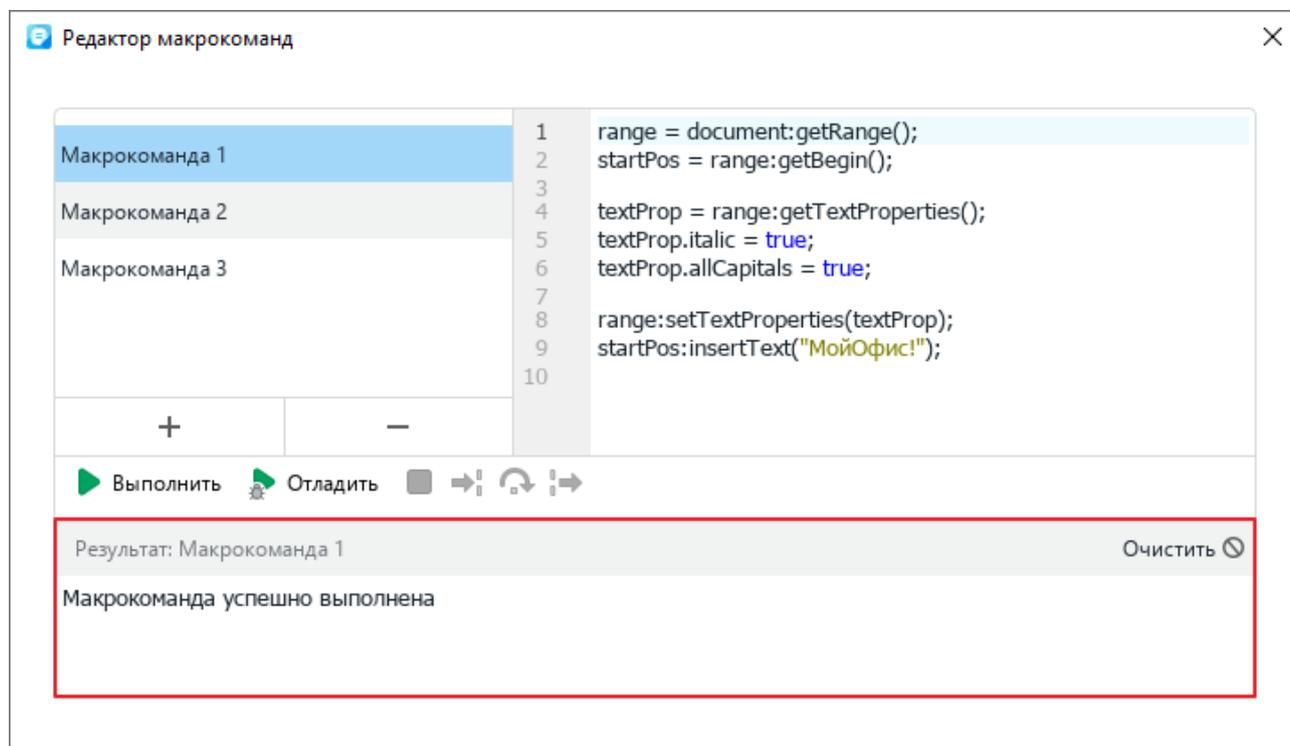 Редактор макрокоманд
Макрокоманда 1
Макрокоманда 2
Макрокоманда 3
1 range = document:getRange();
2 startPos = range:getBegin();
3
4 textProp = range:getTextProperties();
5 textProp.italic = true;
6 textProp.allCapitals = true;
7
8 range:setTextProperties(textProp);
9 startPos:insertText("МойОфис!");
10
Выполнить Отладить
Результат: Макрокоманда 1 Очистить
Макрокоманда успешно выполнена